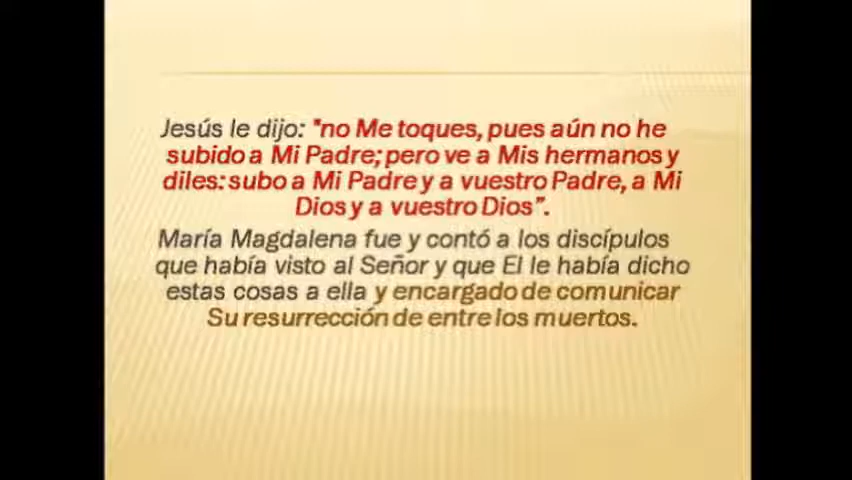 Jesús le dijo: "no Me toques, pues aún no he
subido a Mi Padre; pero ve a Mis hermanos y
diles: subo a Mi Padre y a vuestro Padre, a Mi
Dios y a vuestro Dios”.
María Magdalena fue y contó a los discípulos
que había visto al Señor y que El le había dicho
estas cosas a ella y encargado de comunicar
Su resurrección de entre los muertos.